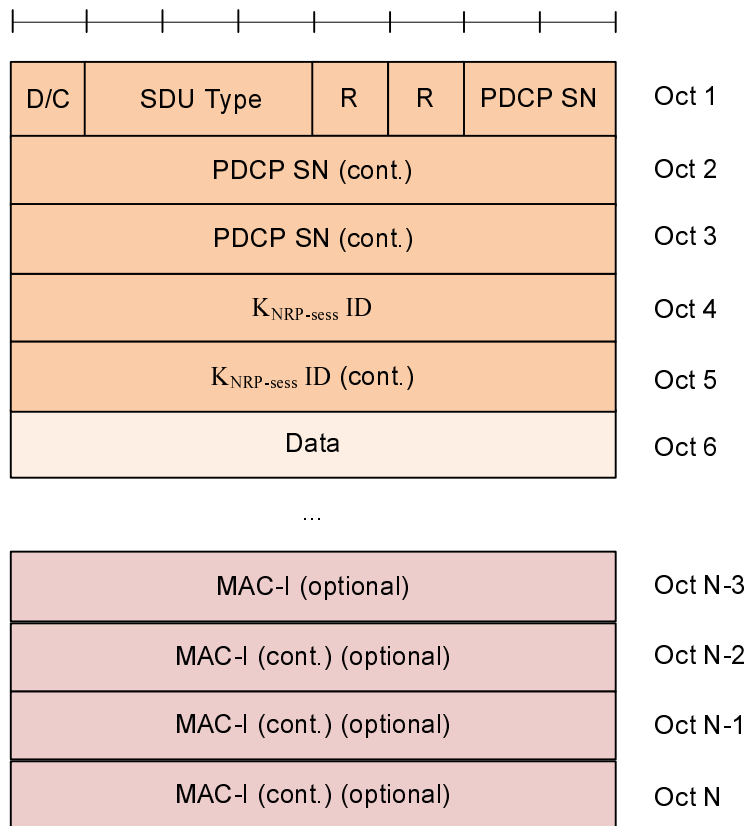 D/C SDU Type R R PDCP SN Oct 1
PDCP SN (cont.) Oct 2
PDCP SN (cont.) Oct 3
KNRP-sess ID Oct 4
KNRP-sess ID (cont.) Oct 5
Data Oct 6
...
MAC-I (optional) Oct N-3
MAC-I (cont.) (optional) Oct N-2
MAC-I (cont.) (optional) Oct N-1
MAC-I (cont.) (optional) Oct N